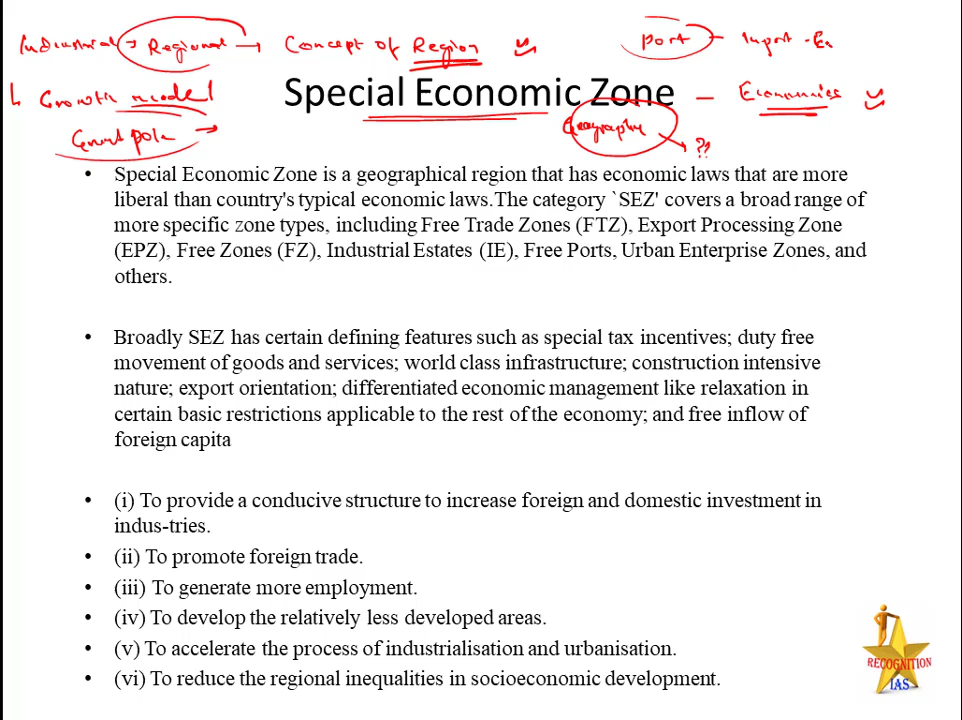 Industrial → Regional → Concept of Region
Port → Import - Ex
Growth model
Special Economic Zone – Economies
Growth pole →
Geography → ??
• Special Economic Zone is a geographical region that has economic laws that are more
liberal than country's typical economic laws.The category `SEZ' covers a broad range of
more specific zone types, including Free Trade Zones (FTZ), Export Processing Zone
(EPZ), Free Zones (FZ), Industrial Estates (IE), Free Ports, Urban Enterprise Zones, and
others.
• Broadly SEZ has certain defining features such as special tax incentives; duty free
movement of goods and services; world class infrastructure; construction intensive
nature; export orientation; differentiated economic management like relaxation in
certain basic restrictions applicable to the rest of the economy; and free inflow of
foreign capita
• (i) To provide a conducive structure to increase foreign and domestic investment in
indus-tries.
• (ii) To promote foreign trade.
• (iii) To generate more employment.
• (iv) To develop the relatively less developed areas.
• (v) To accelerate the process of industrialisation and urbanisation.
• (vi) To reduce the regional inequalities in socioeconomic development.
RECOGNITION
IAS